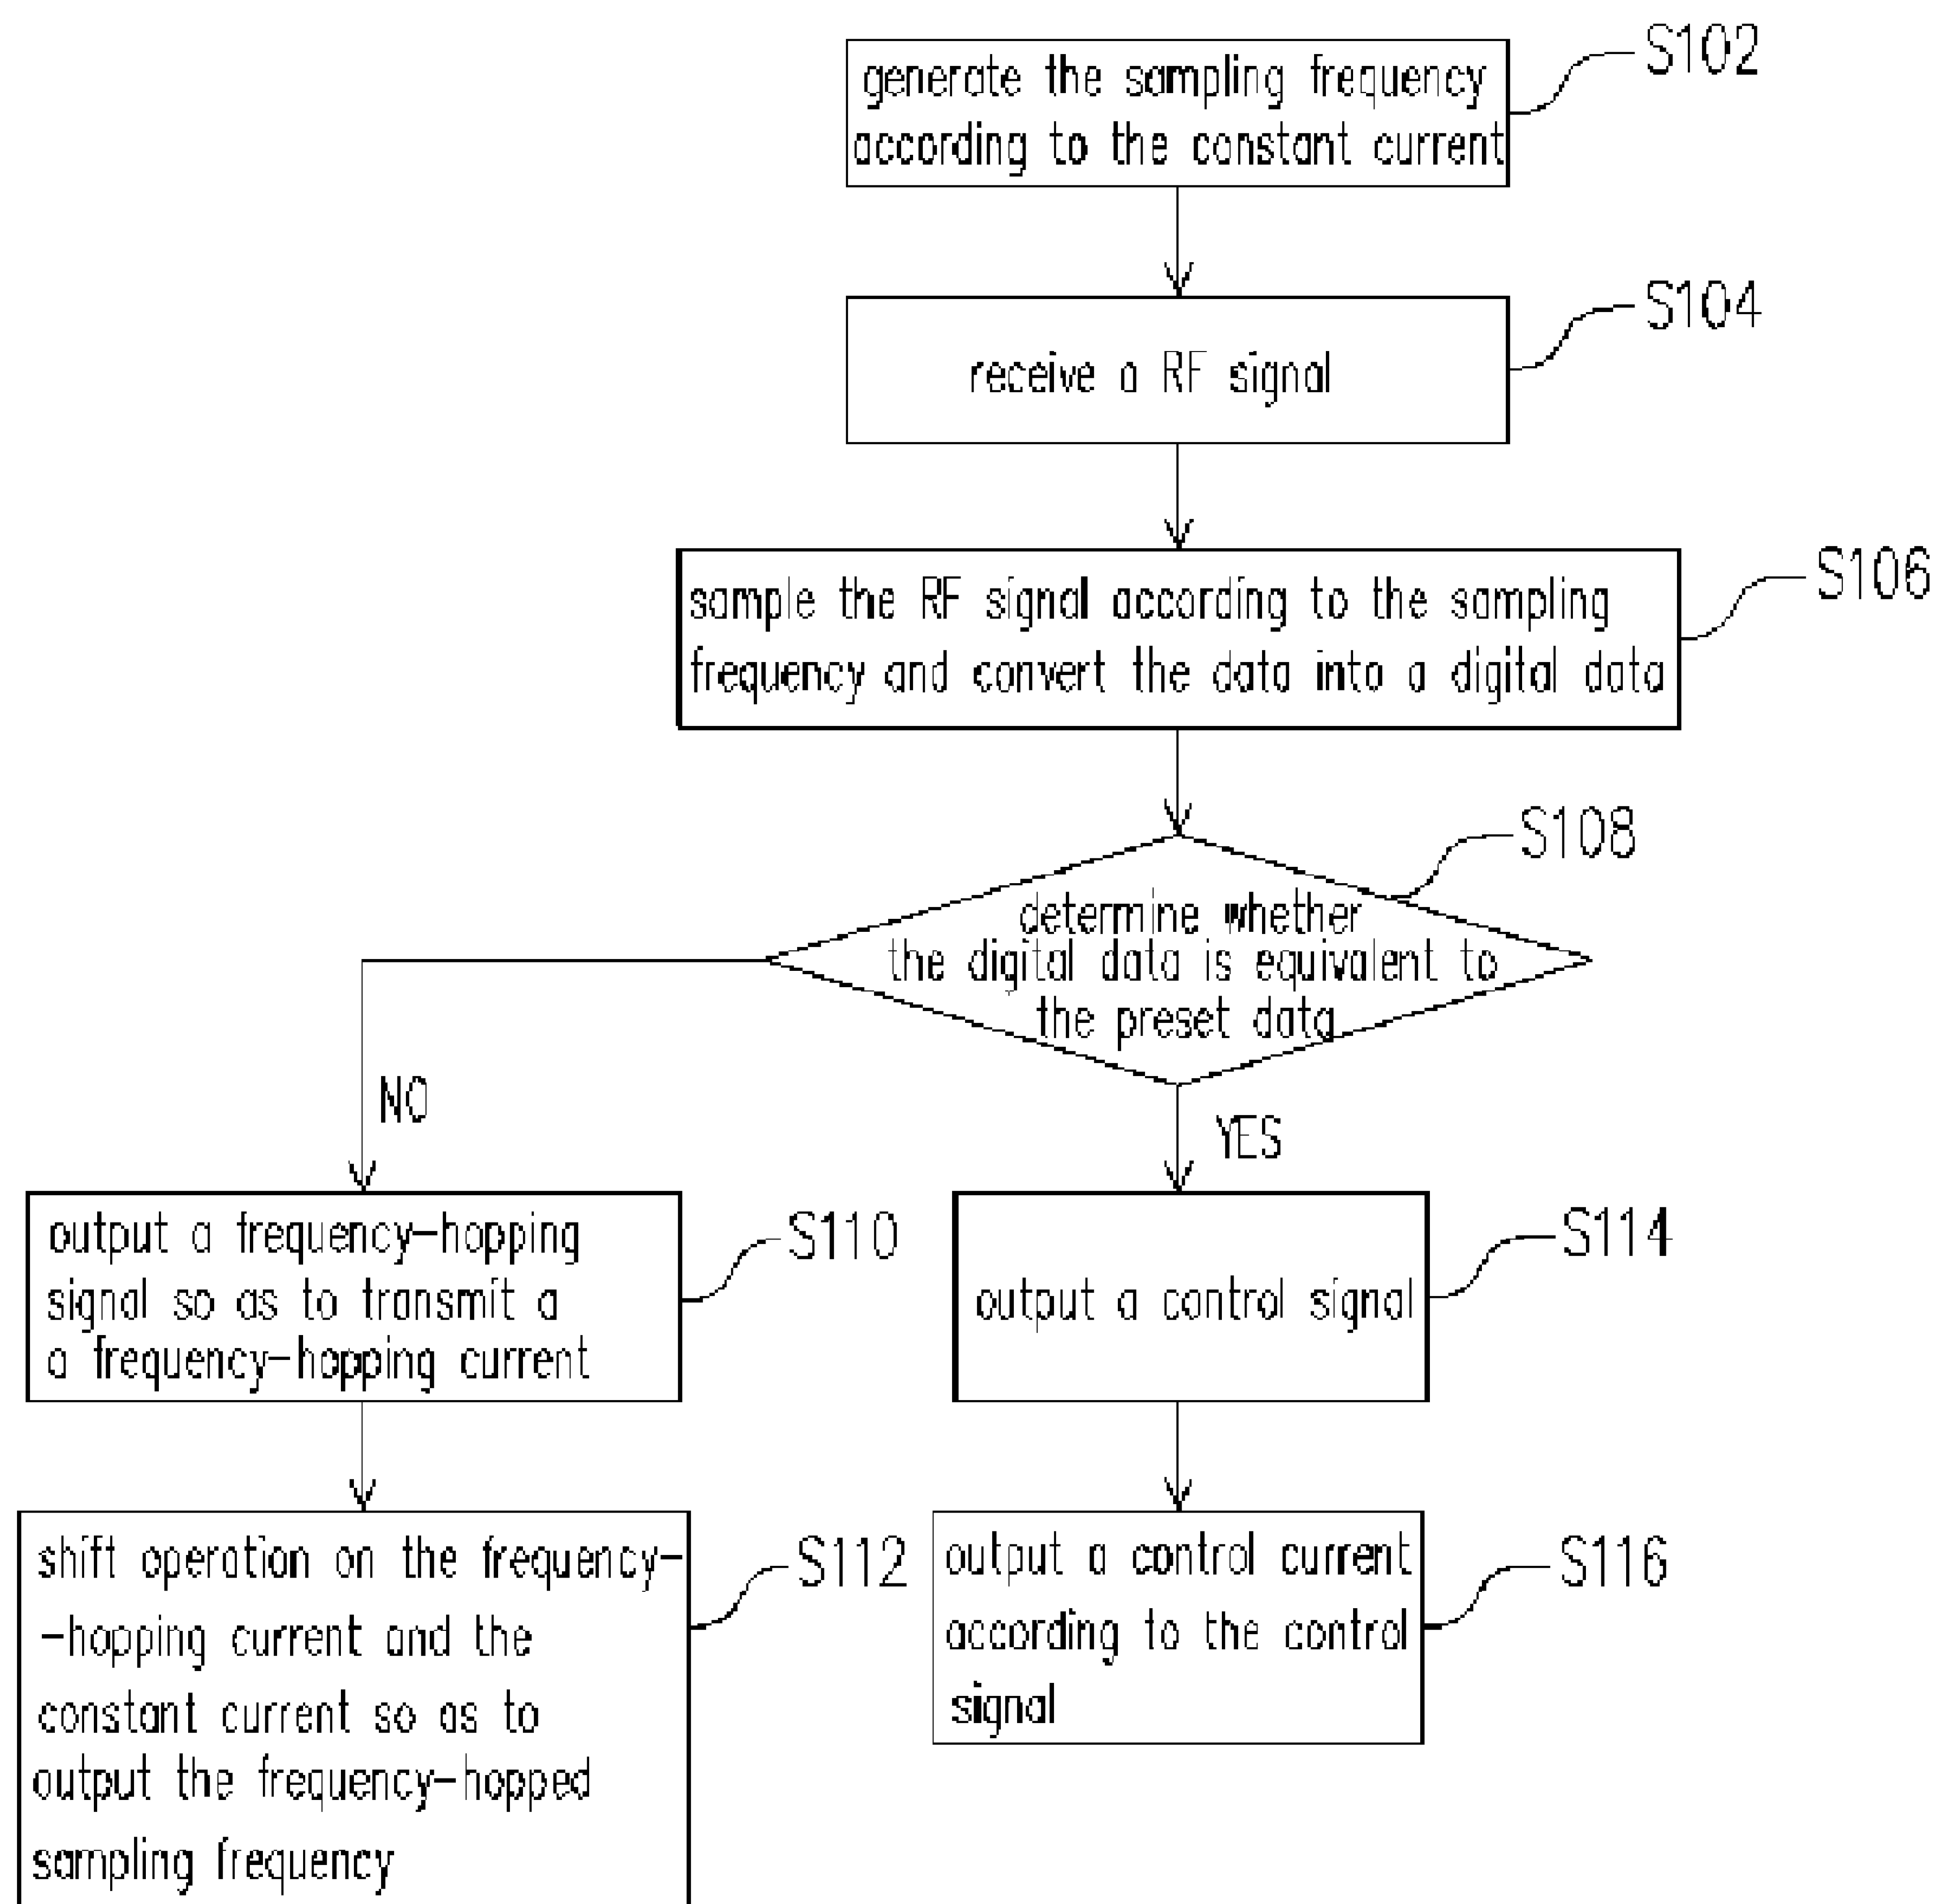 generate the sampling frequency
according to the constant current
S102
receive a RF signal
S104
sample the RF signal according to the sampling
frequency and convert the data into a digital data
S106
determine whether
the digital data is equivalent to
the preset data
S108
NO
YES
output a frequency-hopping
signal so as to transmit a
a frequency-hopping current
S110
output a control signal
S114
shift operation on the frequency-
-hopping current and the
constant current so as to
output the frequency-hopped
sampling frequency
S112
output a control current
according to the control
signal
S116